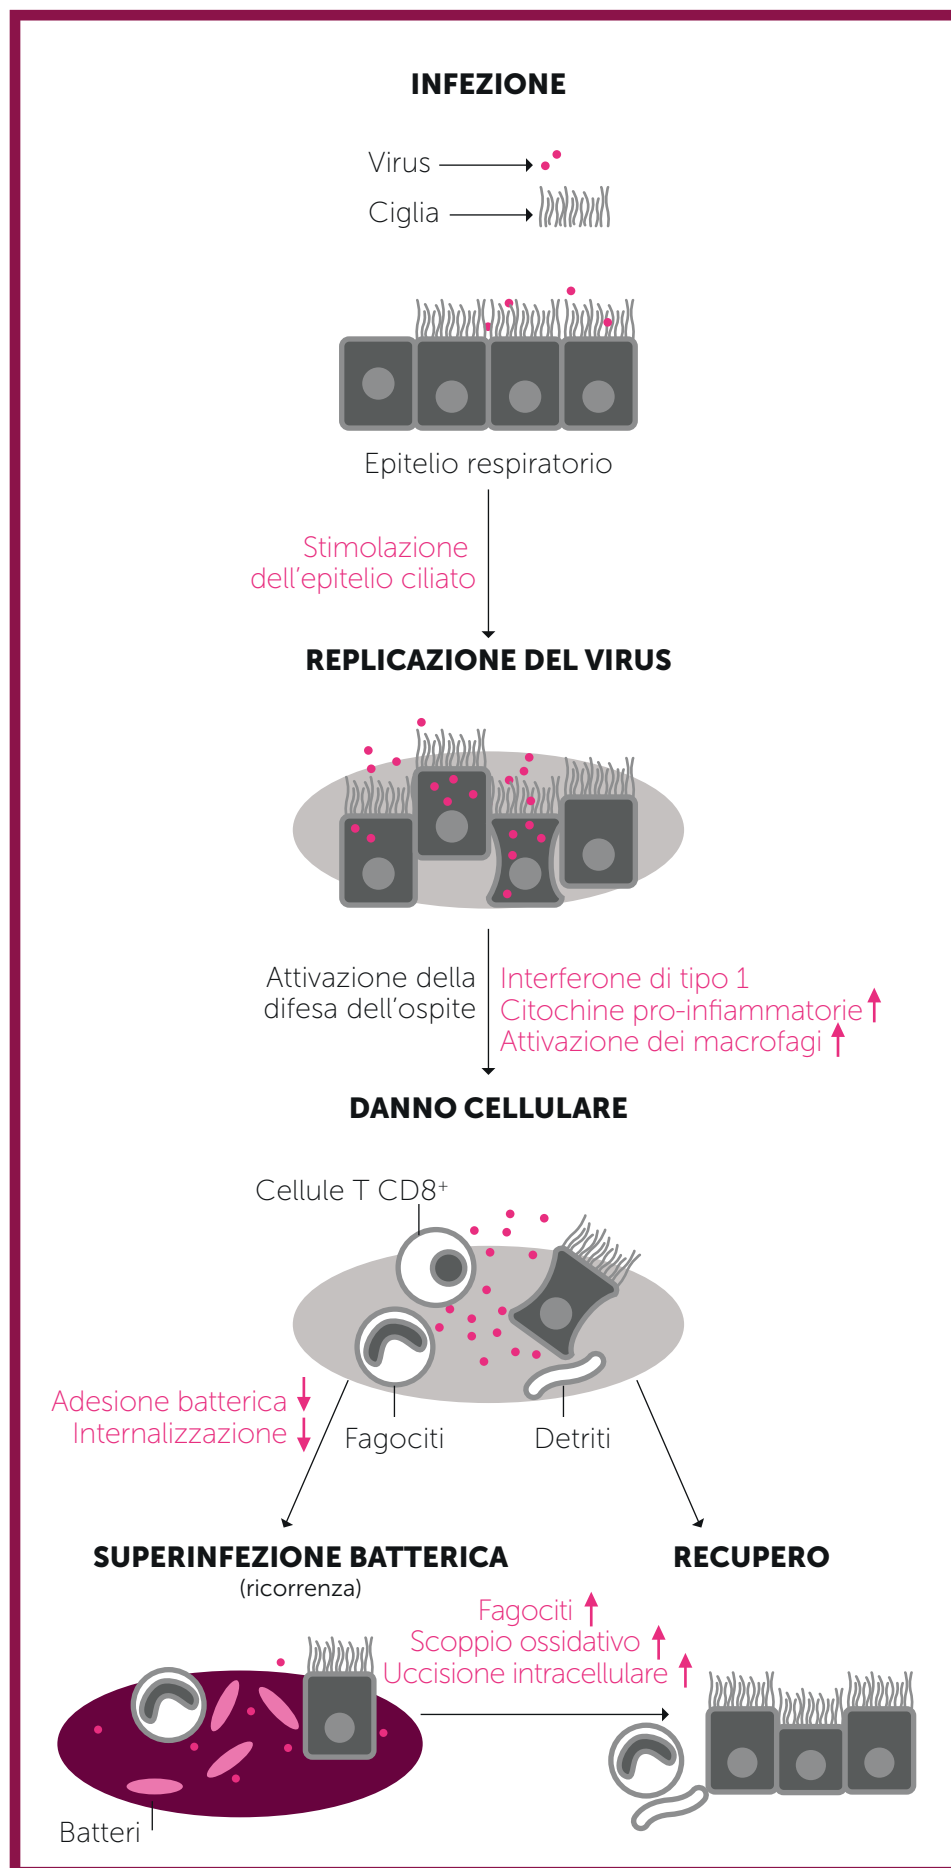 INFEZIONE
Virus
Ciglia
Epitelio respiratorio
Stimolazione
dell'epitelio ciliato
REPLICAZIONE DEL VIRUS
Attivazione della
difesa dell'ospite
Interferone di tipo 1
Citochine pro-infiammatorie ↑
Attivazione dei macrofagi ↑
DANNO CELLULARE
Cellule T CD8⁺
Adesione batterica ↓
Internalizzazione ↓
Fagociti
Detriti
SUPERINFEZIONE BATTERICA
(ricorrenza)
RECUPERO
Fagociti ↑
Scoppio ossidativo ↑
Uccisione intracellulare ↑
Batteri